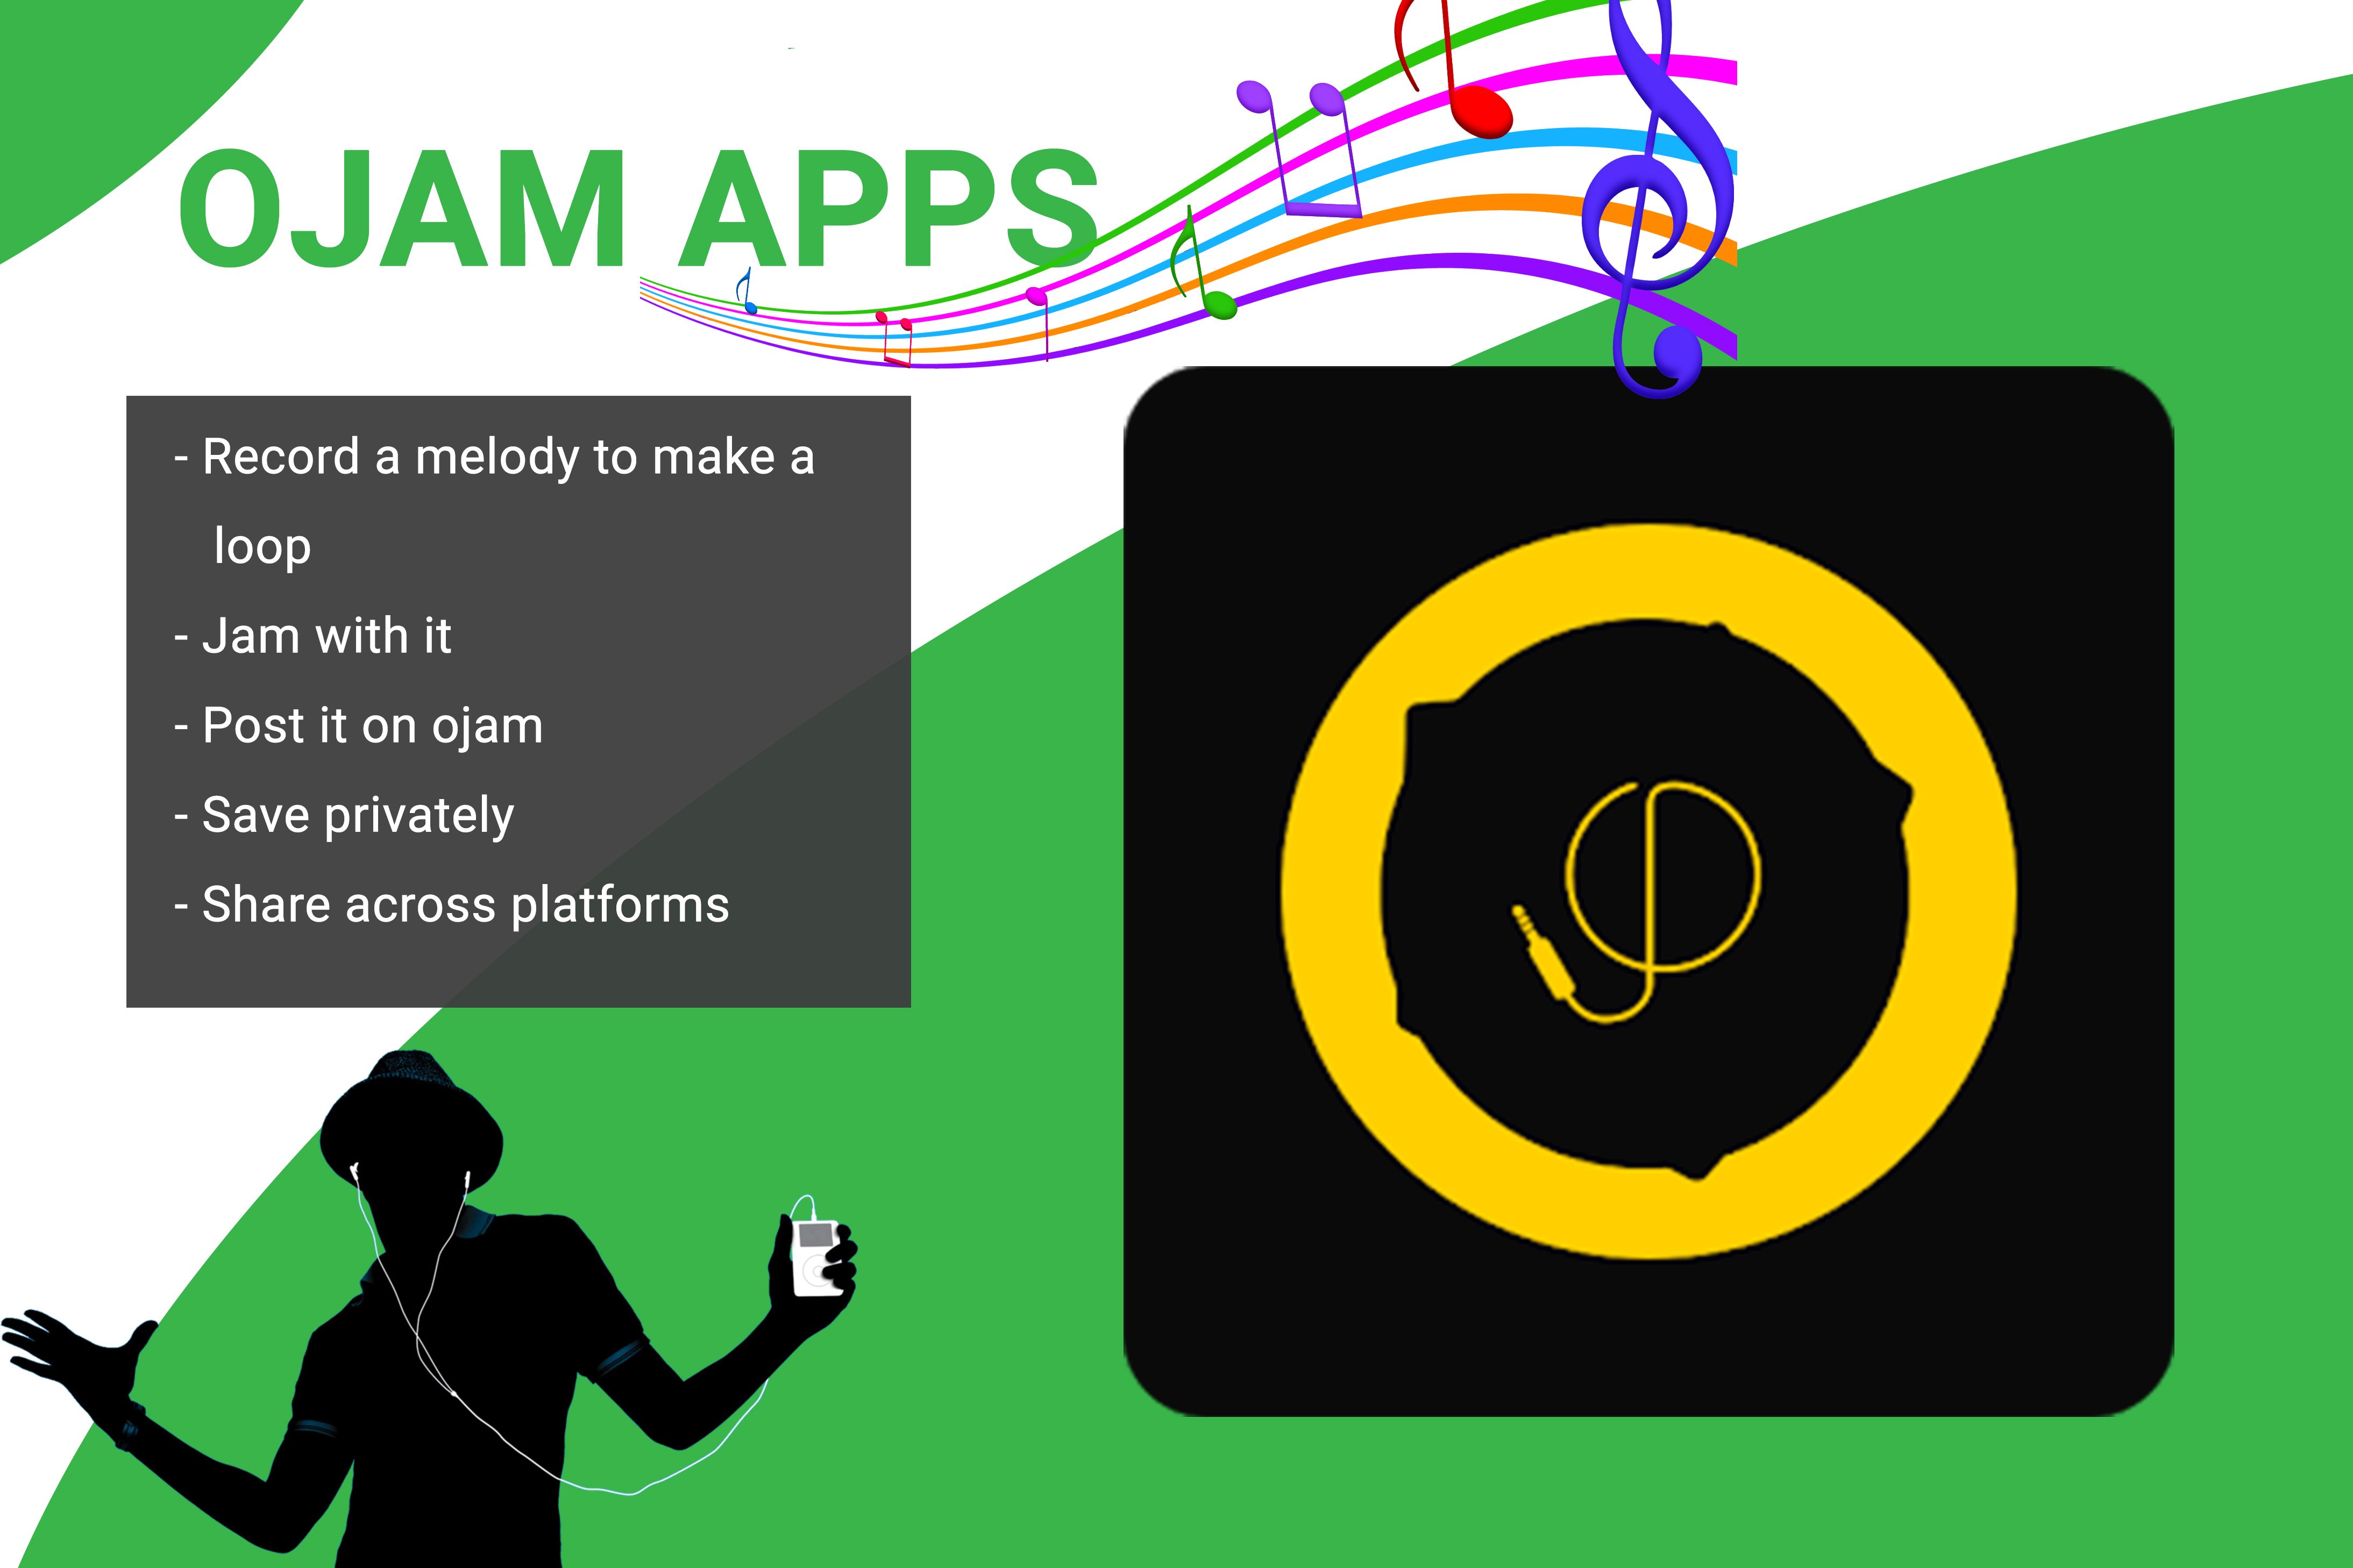 OJAM APPS
- Record a melody to make a
loop
- Jam with it
- Post it on ojam
- Save privately
- Share across platforms